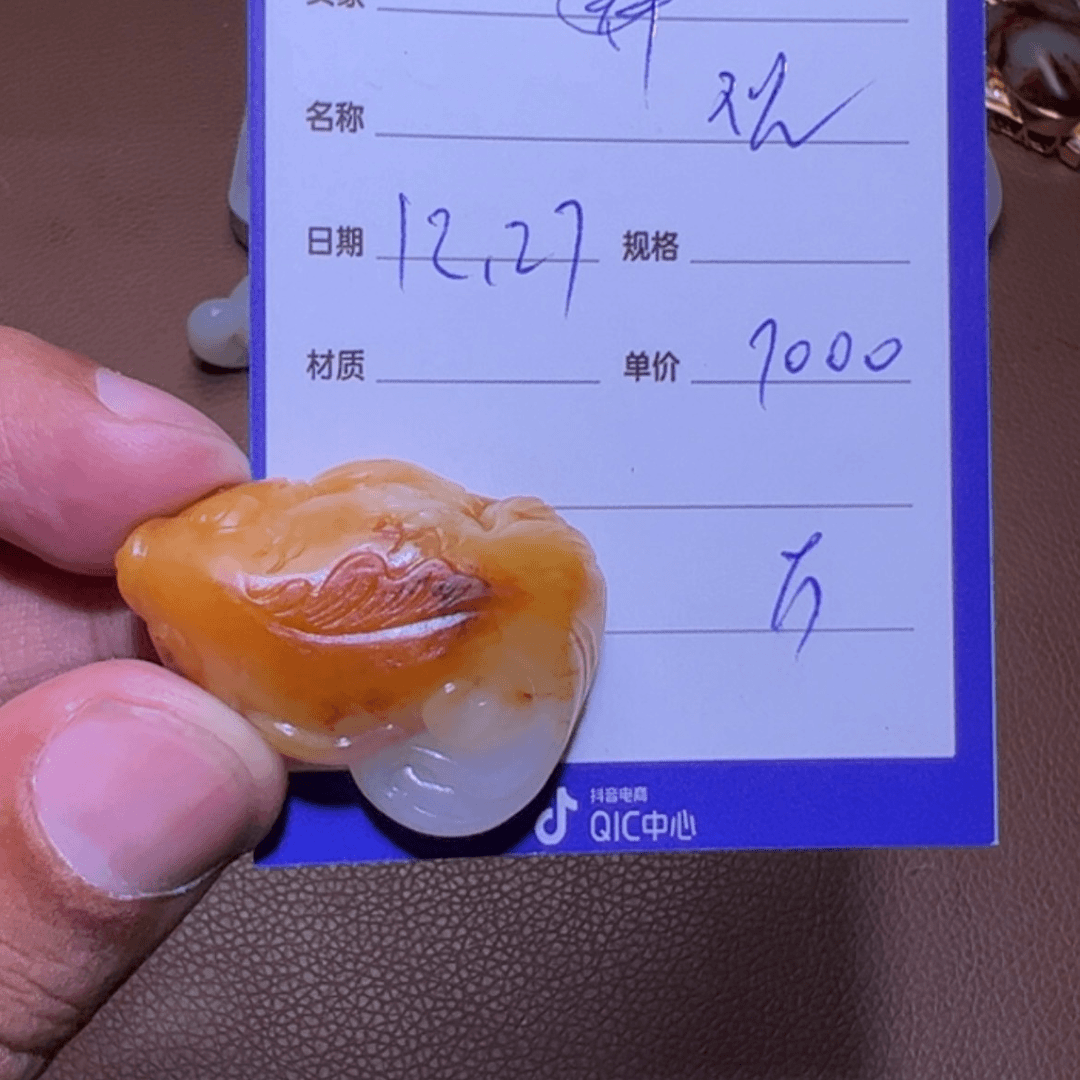 名称
日期 12.27 规格
材质 单价 7000
抖音电商
QIC中心